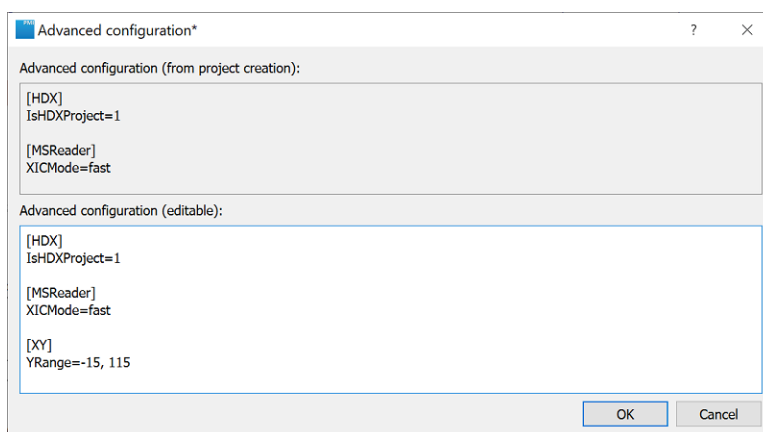 PMI
Advanced configuration*
?
Advanced configuration (from project creation):
[HDX]
IsHDXProject=1
[MSReader]
XICMode=fast
Advanced configuration (editable):
[HDX]
IsHDXProject=1
[MSReader]
XICMode=fast
[XY]
YRange=-15, 115
OK
Cancel